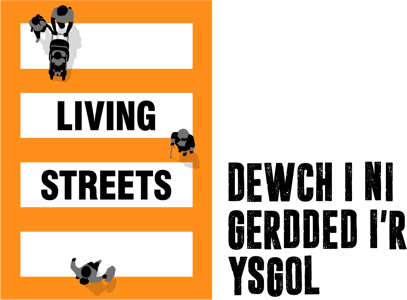 LIVING
STREETS
DEWCH I NI
GERDDED I'R
YSGOL